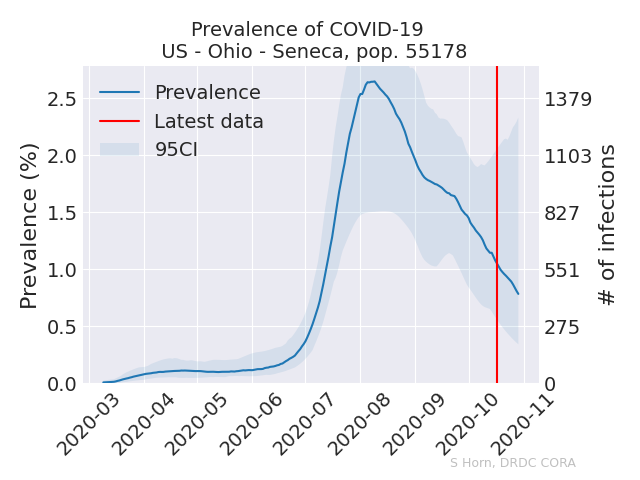 Prevalence of COVID-19
US - Ohio - Seneca, pop. 55178
Prevalence
Latest data
95CI
Prevalence (%)
2.5
2.0
1.5
1.0
0.5
0.0
1379
1103
827
551
275
0
# of infections
2020-03
2020-04
2020-05
2020-06
2020-07
2020-08
2020-09
2020-10
2020-11
S Horn, DRDC CORA